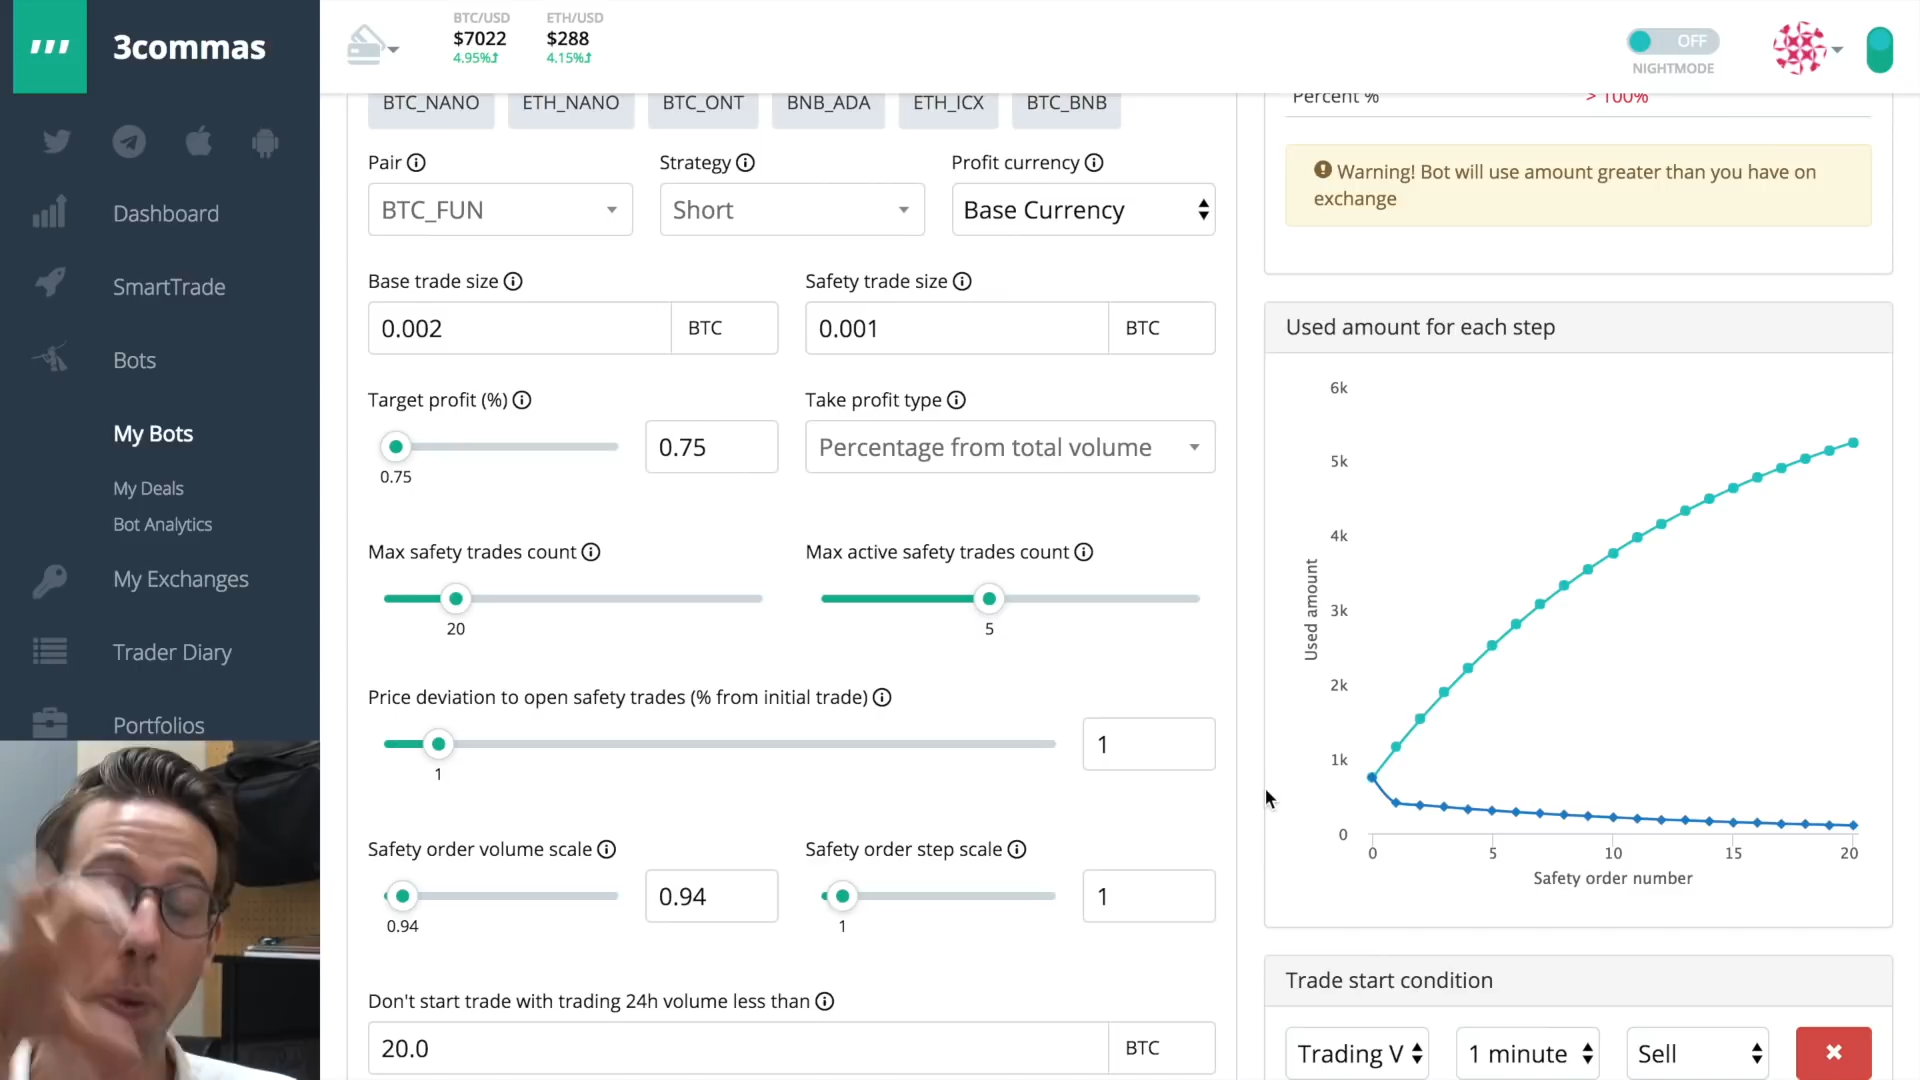 3commas
BTC/USD
$7022
4.95%
ETH/USD
$288
4.15%
OFF
NIGHTMODE
Dashboard
SmartTrade
Bots
My Bots
My Deals
Bot Analytics
My Exchanges
Trader Diary
Portfolios
BTC_NANO
ETH_NANO
BTC_ONT
BNB_ADA
ETH_ICX
BTC_BNB
Pair
Strategy
Profit currency
BTC_FUN
Short
Base Currency
Base trade size
Safety trade size
0.002
BTC
0.001
BTC
Target profit (%)
Take profit type
0.75
0.75
Percentage from total volume
Max safety trades count
Max active safety trades count
20
5
Price deviation to open safety trades (% from initial trade)
1
1
Safety order volume scale
Safety order step scale
0.94
0.94
1
1
Don't start trade with trading 24h volume less than
20.0
BTC
Percent %
> 100%
Warning! Bot will use amount greater than you have on
exchange
Used amount for each step
6k
5k
4k
3k
2k
1k
0
Used amount
0
5
10
15
20
Safety order number
Trade start condition
Trading V
1 minute
Sell